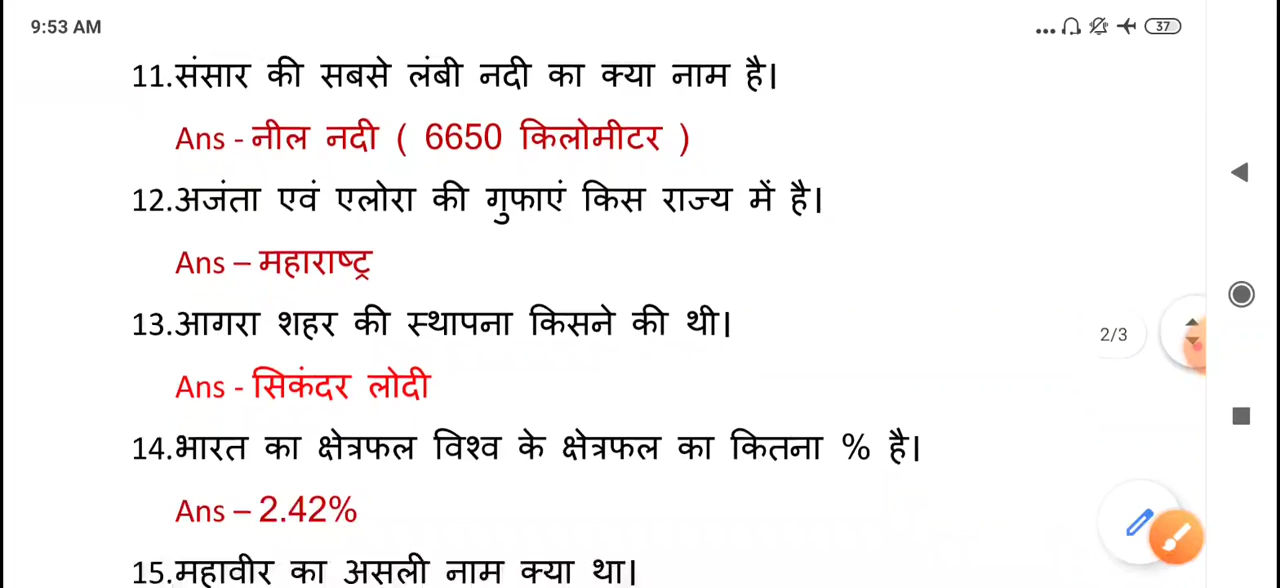 9:53 AM
37
11.संसार की सबसे लंबी नदी का क्या नाम है।
Ans - नील नदी ( 6650 किलोमीटर )
12.अजंता एवं एलोरा की गुफाएं किस राज्य में है।
Ans – महाराष्ट्र
13.आगरा शहर की स्थापना किसने की थी।
2/3
Ans - सिकंदर लोदी
14.भारत का क्षेत्रफल विश्व के क्षेत्रफल का कितना % है।
Ans – 2.42%
15.महावीर का असली नाम क्या था।